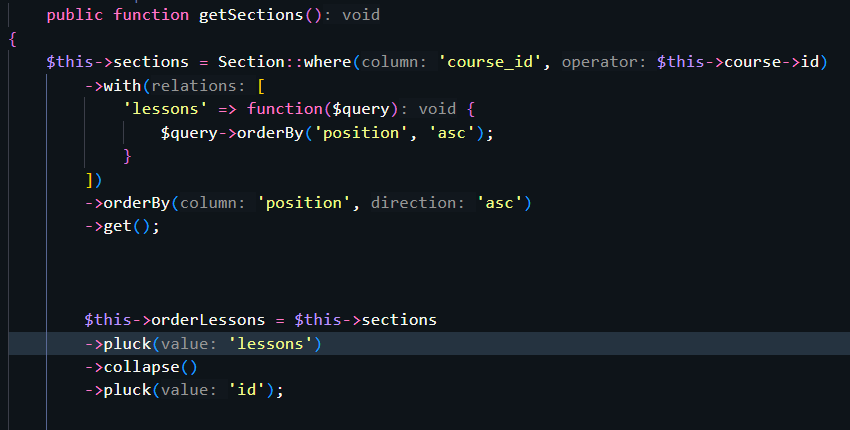 public function getSections(): void
{
$this->sections = Section::where(column: 'course_id', operator: $this->course->id)
->with(relations: [
'lessons' => function($query): void {
$query->orderBy('position', 'asc');
}
])
->orderBy(column: 'position', direction: 'asc')
->get();
$this->orderLessons = $this->sections
->pluck(value: 'lessons')
->collapse()
->pluck(value: 'id');